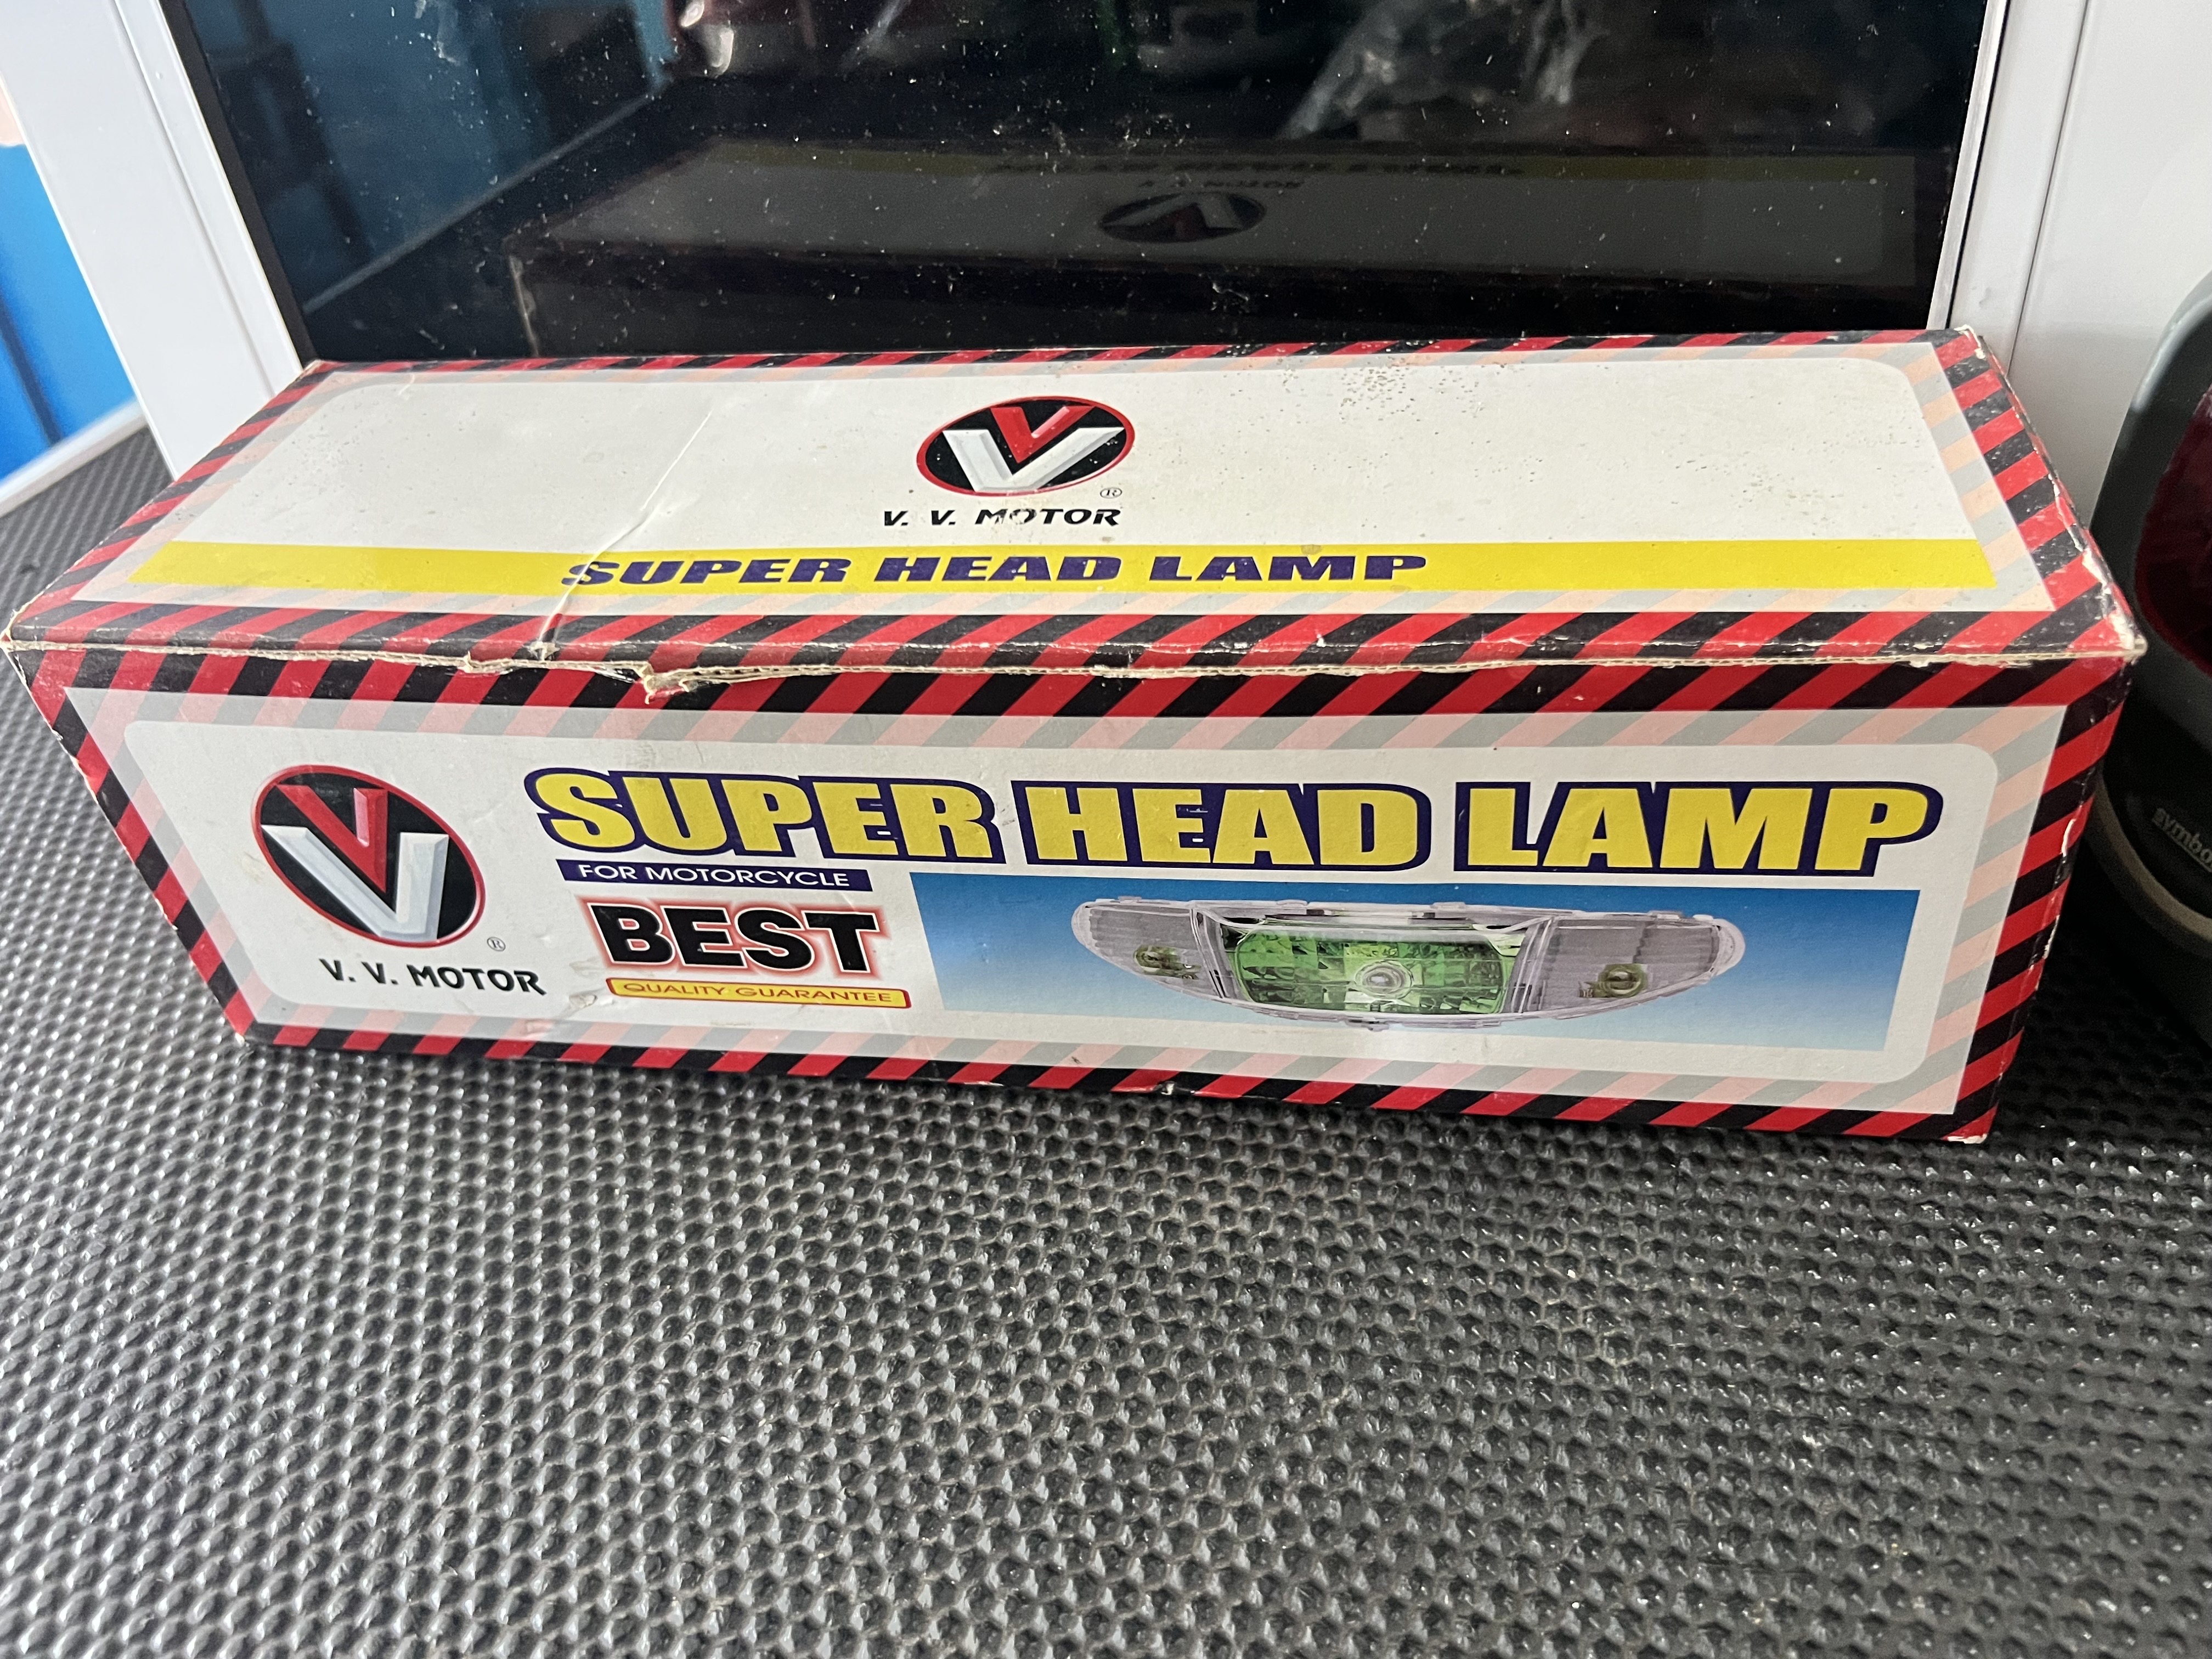 V. V. MOTOR
®
SUPER HEAD LAMP
V. V. MOTOR
®
SUPER HEAD LAMP
FOR MOTORCYCLE
BEST
QUALITY GUARANTEE